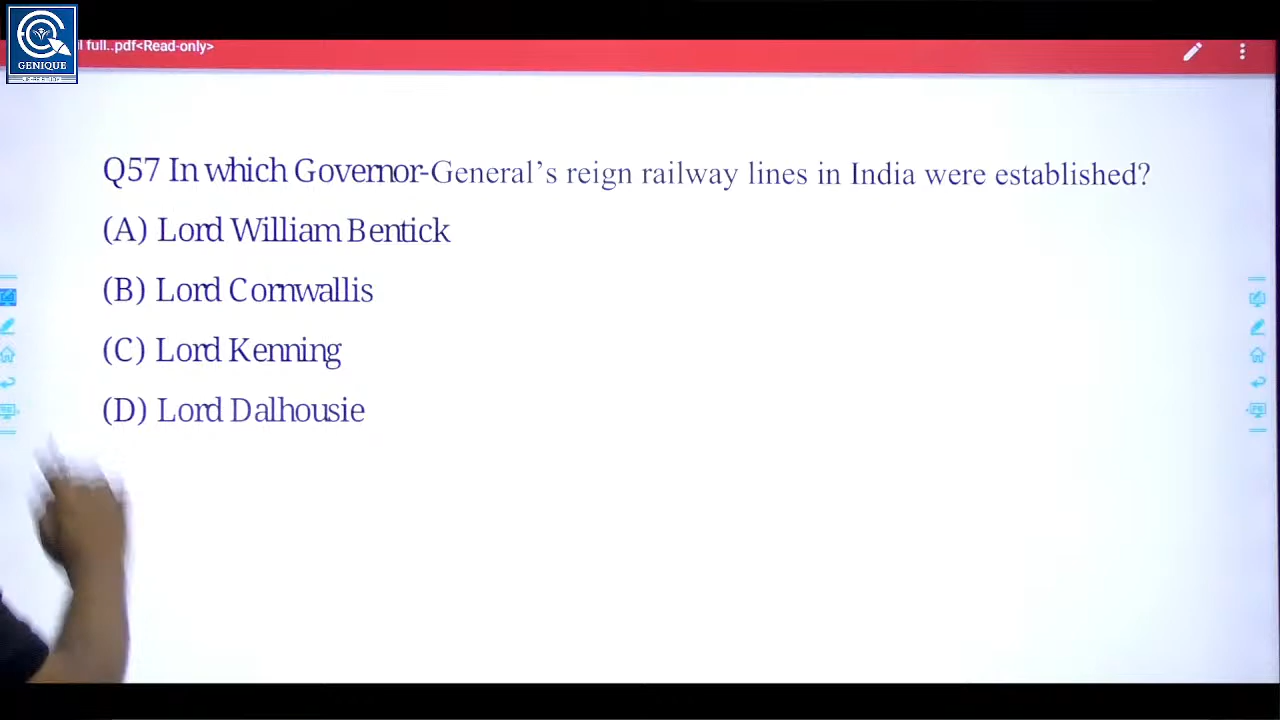 GENIQUE
l full..pdf<Read-only>
Q57 In which Governor-General’s reign railway lines in India were established?
(A) Lord William Bentick
(B) Lord Cornwallis
(C) Lord Kenning
(D) Lord Dalhousie